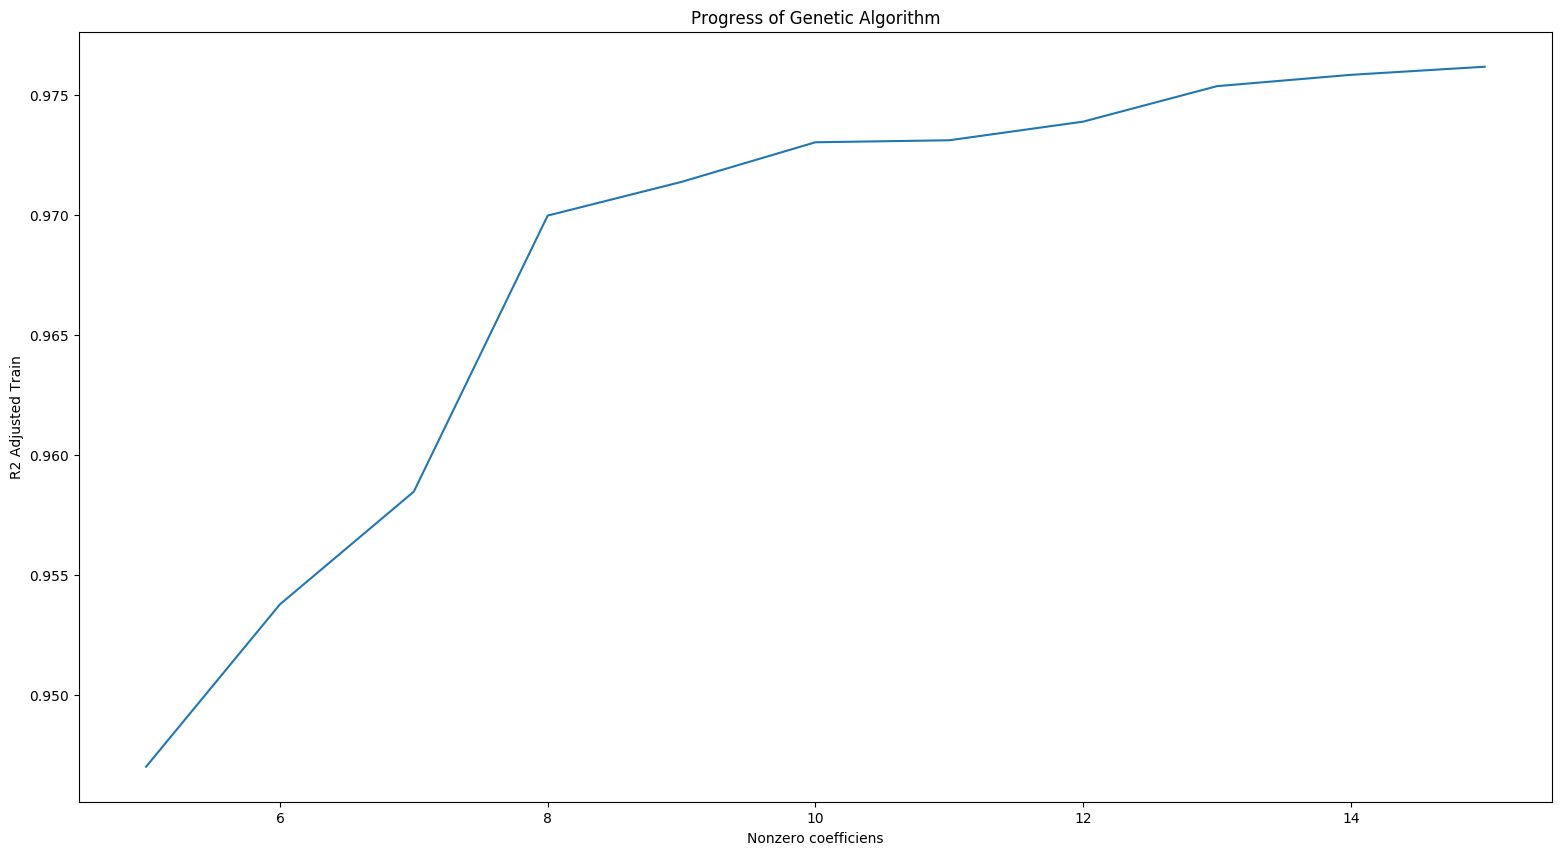 Progress of Genetic Algorithm
0.975
0.970
0.965
0.960
0.955
0.950
R2 Adjusted Train
6 8 10 12 14
Nonzero coefficiens